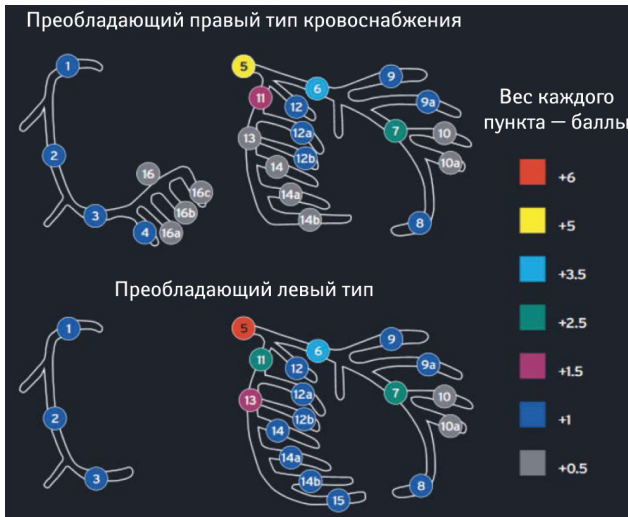 Преобладающий правый тип кровоснабжения
1
2
3
4
16
16c
16b
16a
5
6
11
12
12a
12b
13
14
14a
14b
9
9a
7
10
10a
8
Вес каждого
пункта — баллы
+6
+5
+3.5
+2.5
+1.5
+1
+0.5
Преобладающий левый тип
1
2
3
5
6
11
12
12a
12b
13
14
14a
14b
15
9
9a
7
10
10a
8